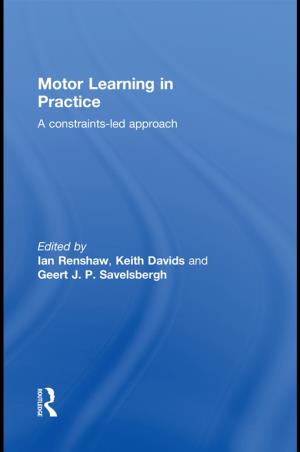 Motor Learning in
Practice
A constraints-led approach
Edited by
Ian Renshaw, Keith Davids and
Geert J. P. Savelsbergh
ROUTLEDGE